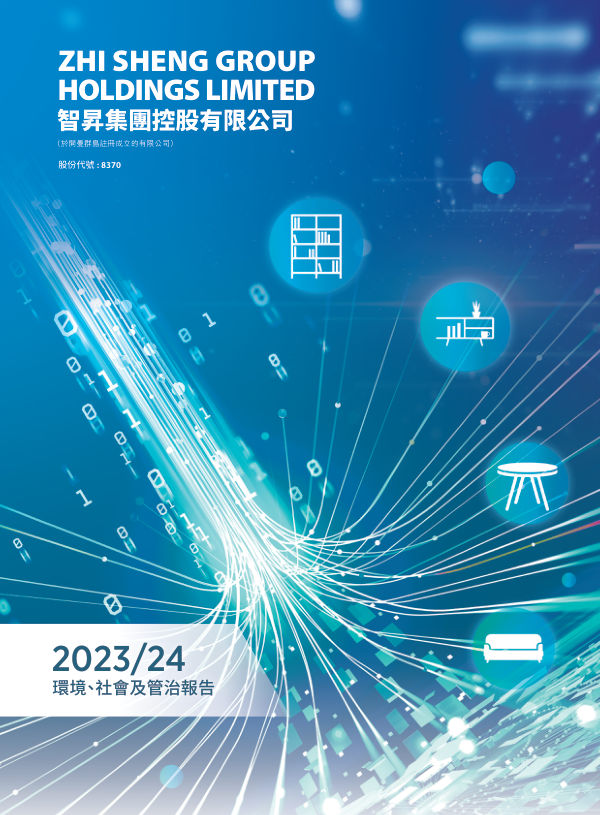 ZHI SHENG GROUP
HOLDINGS LIMITED
智昇集團控股有限公司
(於開曼群島註冊成立的有限公司)
股份代號 : 8370
2023/24
環境、社會及管治報告